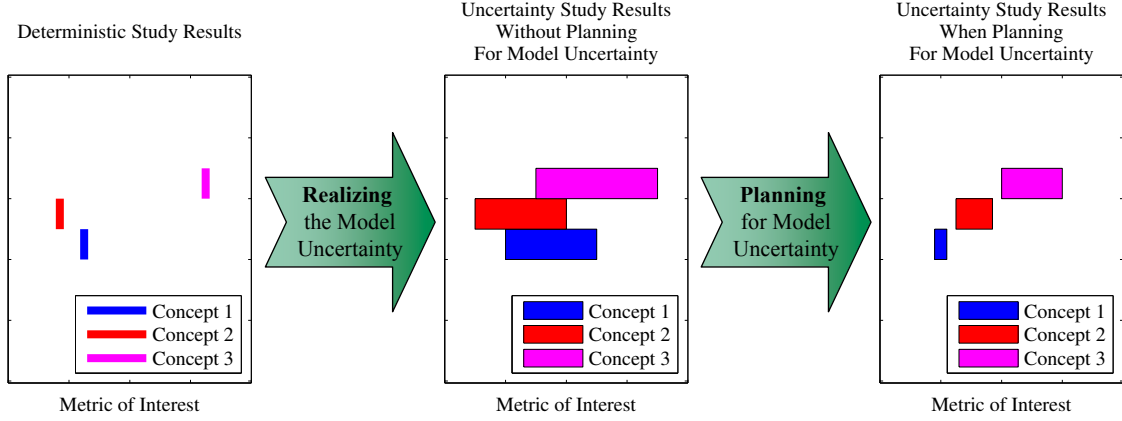 Deterministic Study Results
Metric of Interest
Concept 1
Concept 2
Concept 3
Realizing
the Model
Uncertainty
Uncertainty Study Results
Without Planning
For Model Uncertainty
Metric of Interest
Concept 1
Concept 2
Concept 3
Planning
for Model
Uncertainty
Uncertainty Study Results
When Planning
For Model Uncertainty
Metric of Interest
Concept 1
Concept 2
Concept 3